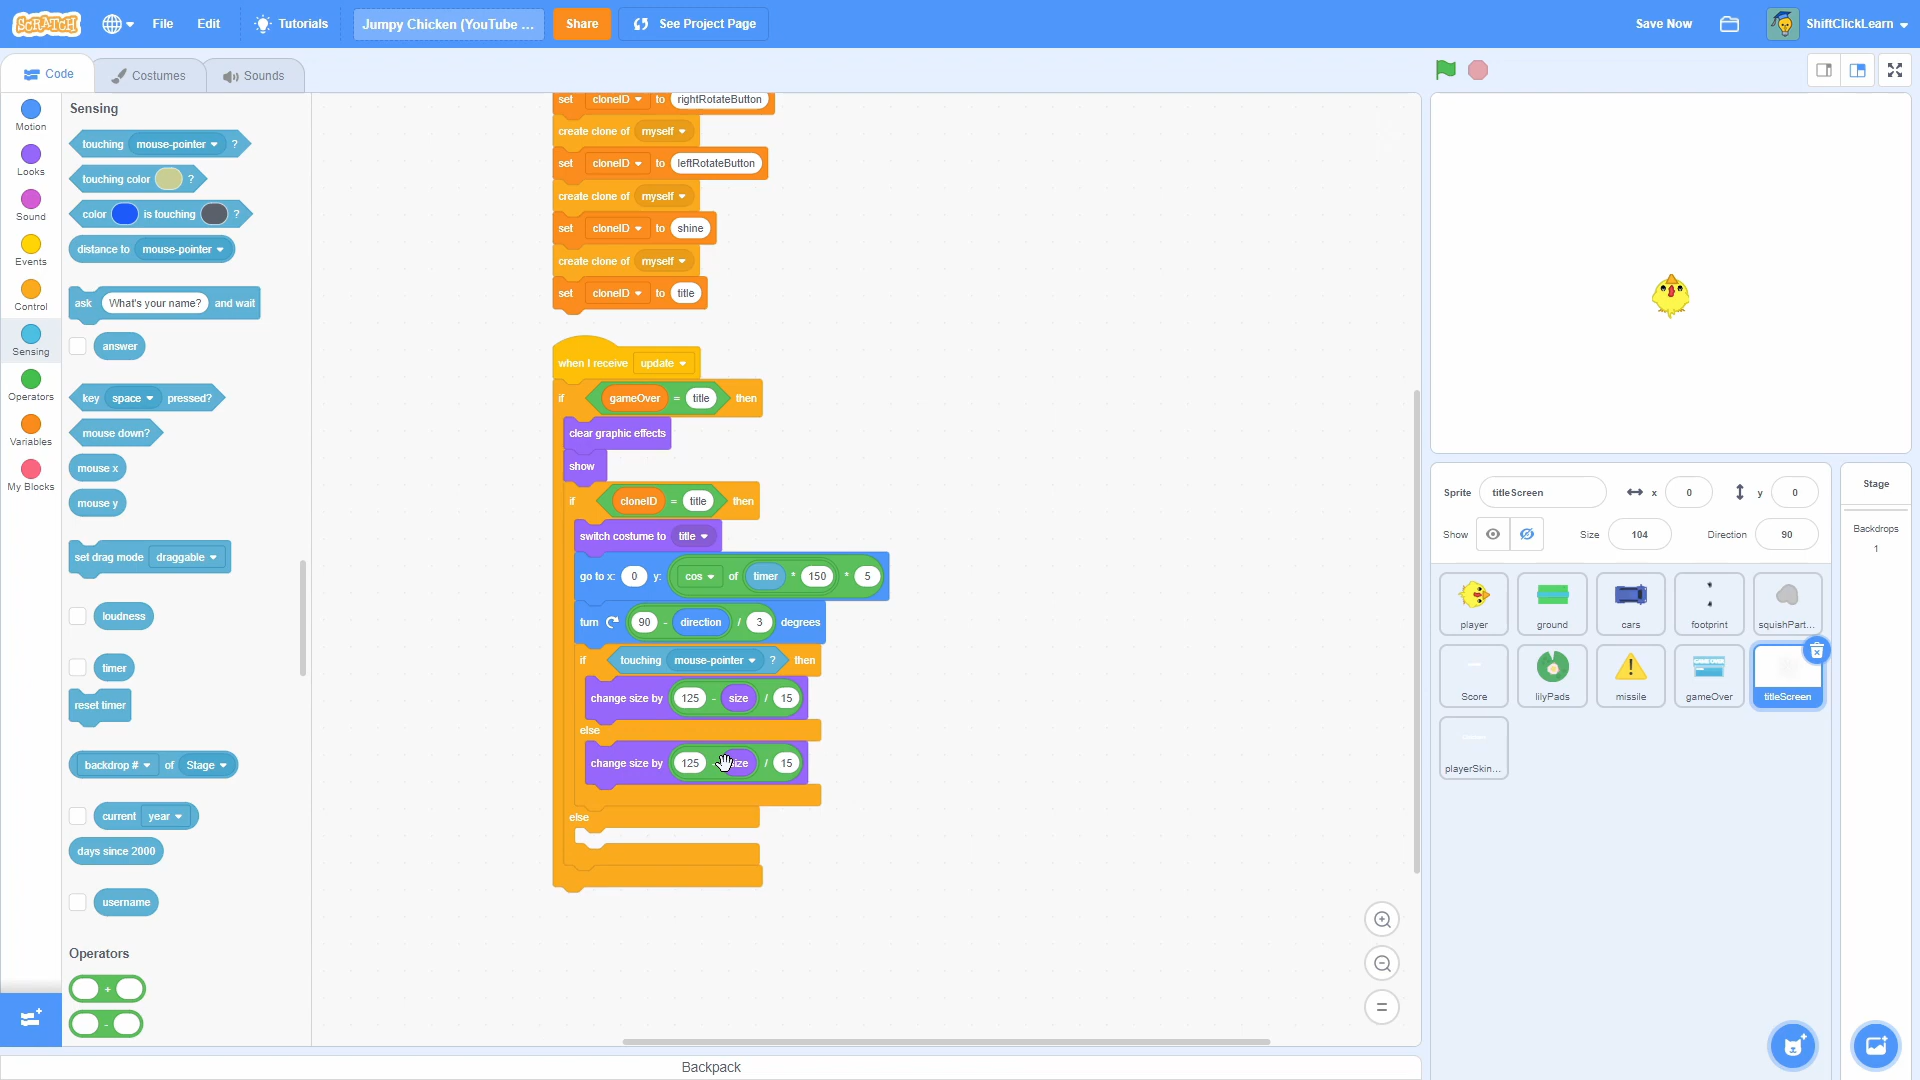 SCRATCH File Edit Tutorials Jumpy Chicken (YouTube ... Share See Project Page Save Now ShiftClickLearn
Code Costumes Sounds
Motion
Looks
Sound
Events
Control
Sensing
Operators
Variables
My Blocks
Sensing
touching mouse-pointer ?
touching color ?
color is touching ?
distance to mouse-pointer
ask What's your name? and wait
answer
key space pressed?
mouse down?
mouse x
mouse y
set drag mode draggable
loudness
timer
reset timer
backdrop # of Stage
current year
days since 2000
username
Operators
+
-
set cloneID to rightRotateButton
create clone of myself
set cloneID to leftRotateButton
create clone of myself
set cloneID to shine
create clone of myself
set cloneID to title
when I receive update
if gameOver = title then
clear graphic effects
show
if cloneID = title then
switch costume to title
go to x: 0 y: cos of timer * 150 * 5
turn 90 - direction / 3 degrees
if touching mouse-pointer ? then
change size by 125 - size / 15
else
change size by 125 - size / 15
else
Backpack
Sprite titleScreen x 0 y 0
Show Size 104 Direction 90
player ground cars footprint squishPart...
Score lilyPads missile gameOver titleScreen
playerSkin...
Stage
Backdrops
1